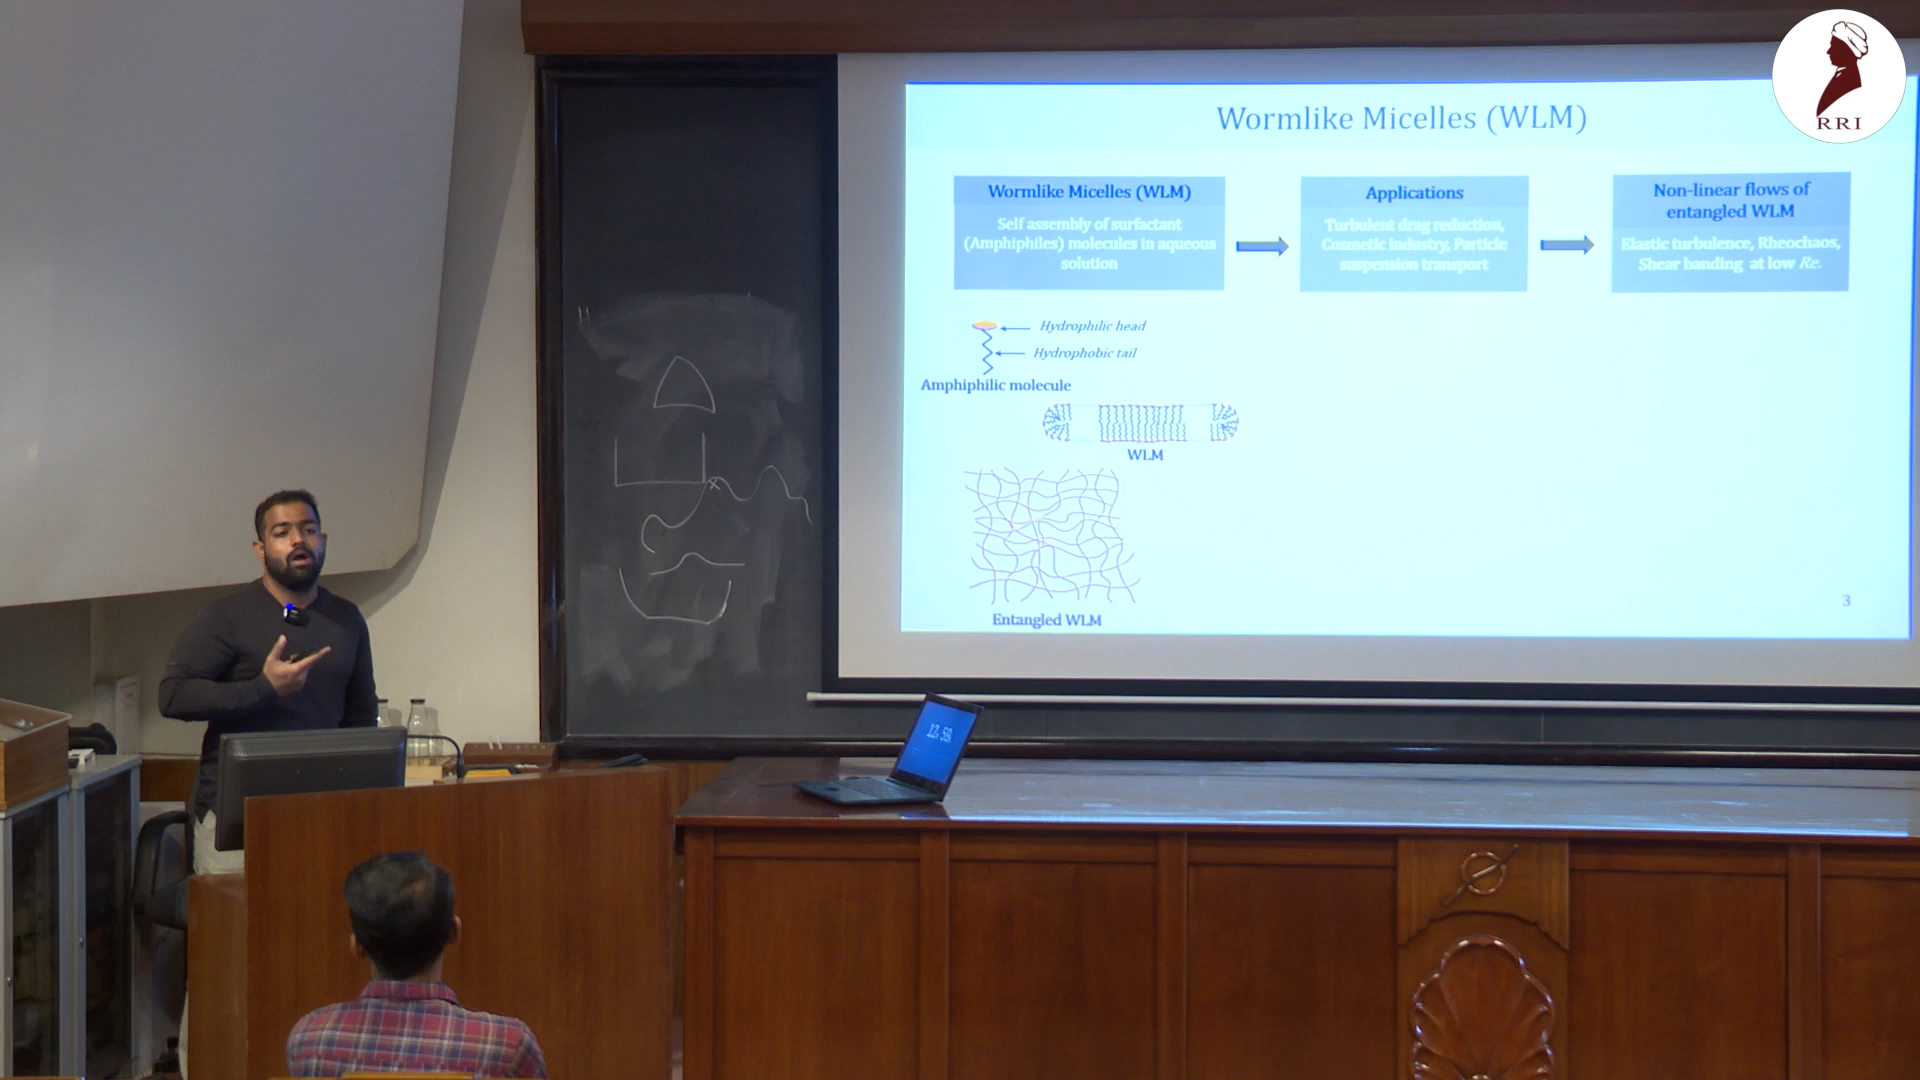 RRI
Wormlike Micelles (WLM)
Wormlike Micelles (WLM)
Self assembly of surfactant
(Amphiphiles) molecules in aqueous
solution
Applications
Turbulent drag reduction,
Cosmetic industry, Particle
suspension transport
Non-linear flows of
entangled WLM
Elastic turbulence, Rheochaos,
Shear banding at low Re.
Hydrophilic head
Hydrophobic tail
Amphiphilic molecule
WLM
Entangled WLM
3